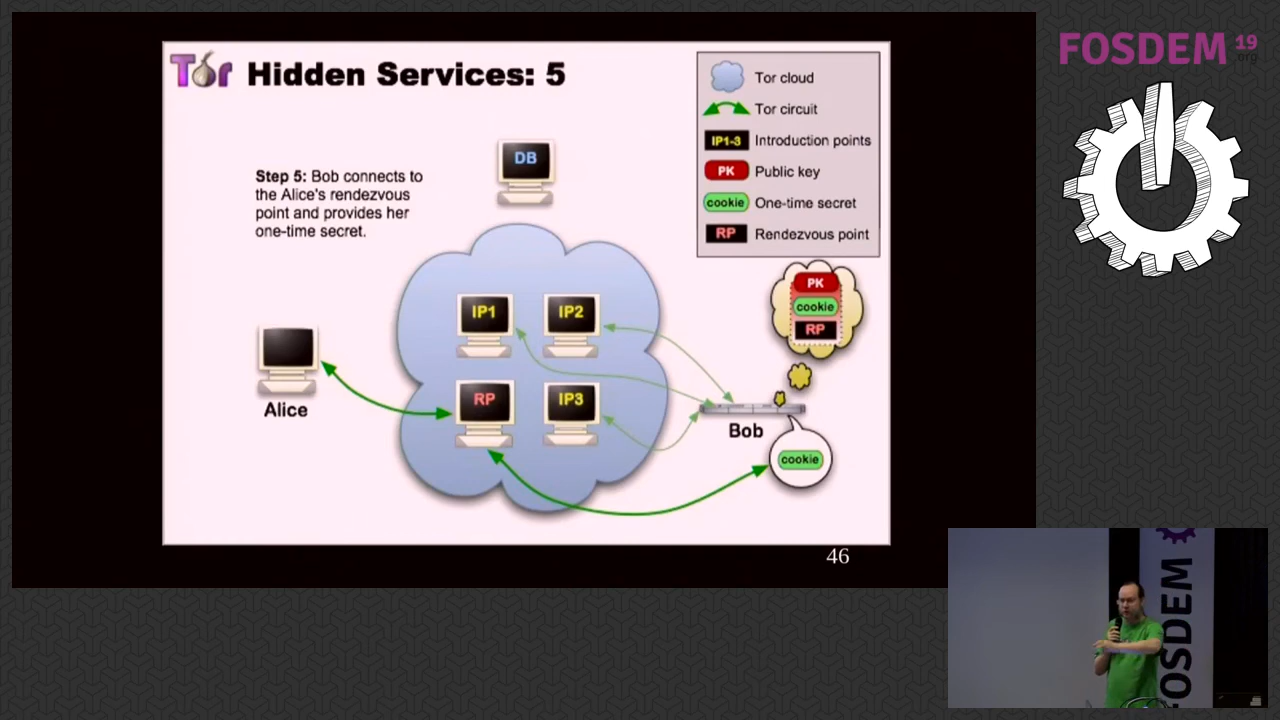 Tor Hidden Services: 5
Tor cloud
Tor circuit
IP1-3 Introduction points
PK Public key
cookie One-time secret
RP Rendezvous point
DB
Step 5: Bob connects to
the Alice's rendezvous
point and provides her
one-time secret.
IP1
IP2
RP
IP3
Alice
Bob
PK
cookie
RP
cookie
46
FOSDEM 19
.org
FOSDEM